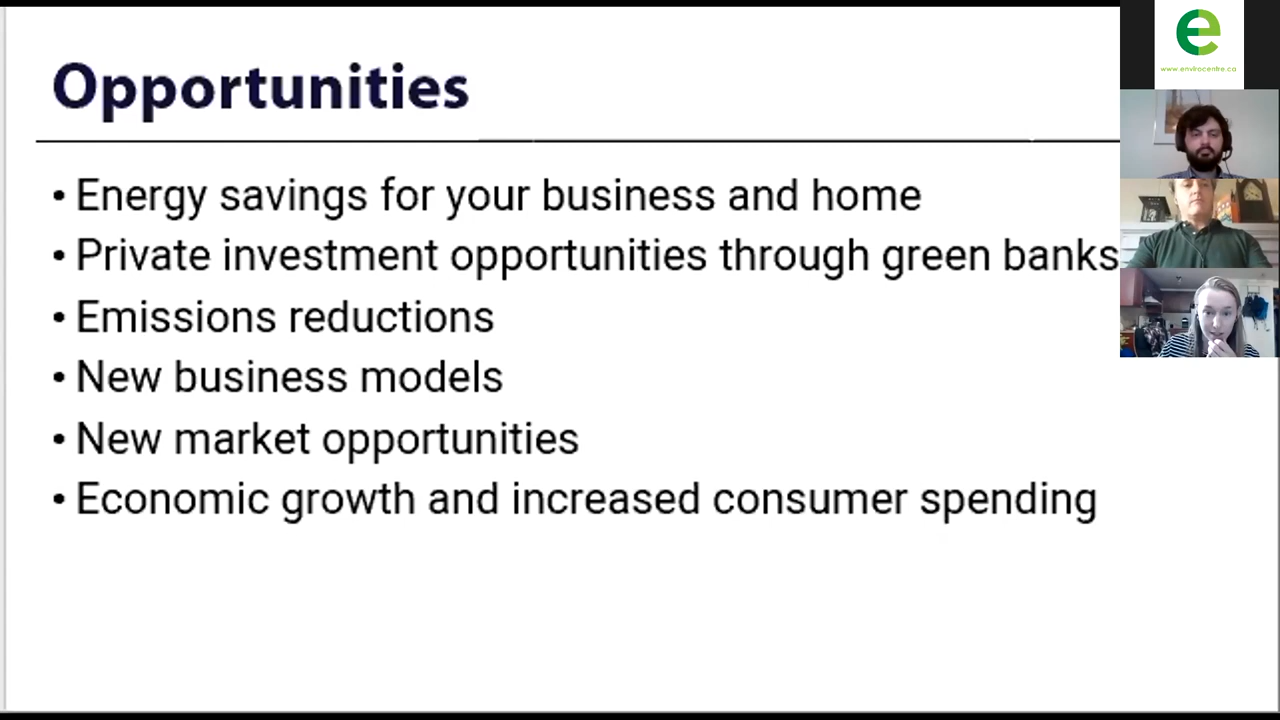 Opportunities
• Energy savings for your business and home
• Private investment opportunities through green banks
• Emissions reductions
• New business models
• New market opportunities
• Economic growth and increased consumer spending
e
www.envirocentre.ca